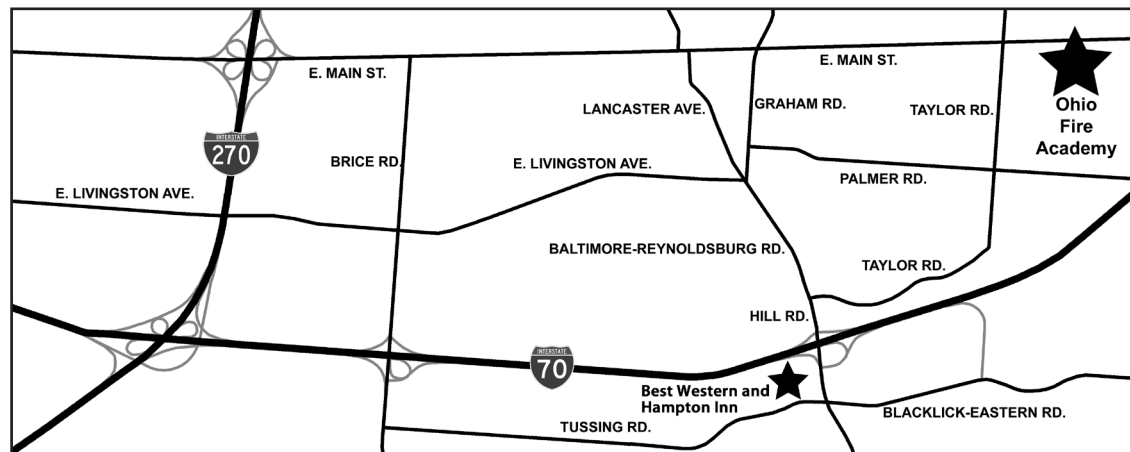 E. MAIN ST.
E. MAIN ST.
LANCASTER AVE.
GRAHAM RD.
TAYLOR RD.
Ohio
Fire
Academy
INTERSTATE
270
BRICE RD.
E. LIVINGSTON AVE.
E. LIVINGSTON AVE.
PALMER RD.
BALTIMORE-REYNOLDSBURG RD.
TAYLOR RD.
HILL RD.
INTERSTATE
70
Best Western and
Hampton Inn
TUSSING RD.
BLACKLICK-EASTERN RD.